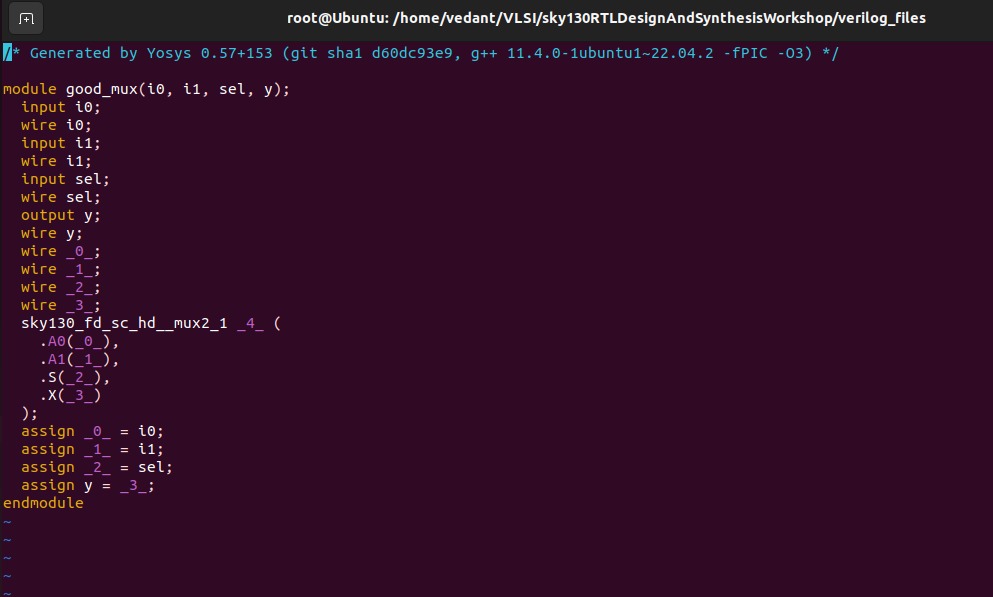 root@Ubuntu: /home/vedant/VLSI/sky130RTLDesignAndSynthesisWorkshop/verilog_files
/* Generated by Yosys 0.57+153 (git sha1 d60dc93e9, g++ 11.4.0-1ubuntu1~22.04.2 -fPIC -O3) */

module good_mux(i0, i1, sel, y);
  input i0;
  wire i0;
  input i1;
  wire i1;
  input sel;
  wire sel;
  output y;
  wire y;
  wire _0_;
  wire _1_;
  wire _2_;
  wire _3_;
  sky130_fd_sc_hd__mux2_1 _4_ (
    .A0(_0_),
    .A1(_1_),
    .S(_2_),
    .X(_3_)
  );
  assign _0_ = i0;
  assign _1_ = i1;
  assign _2_ = sel;
  assign y = _3_;
endmodule
~
~
~
~
~